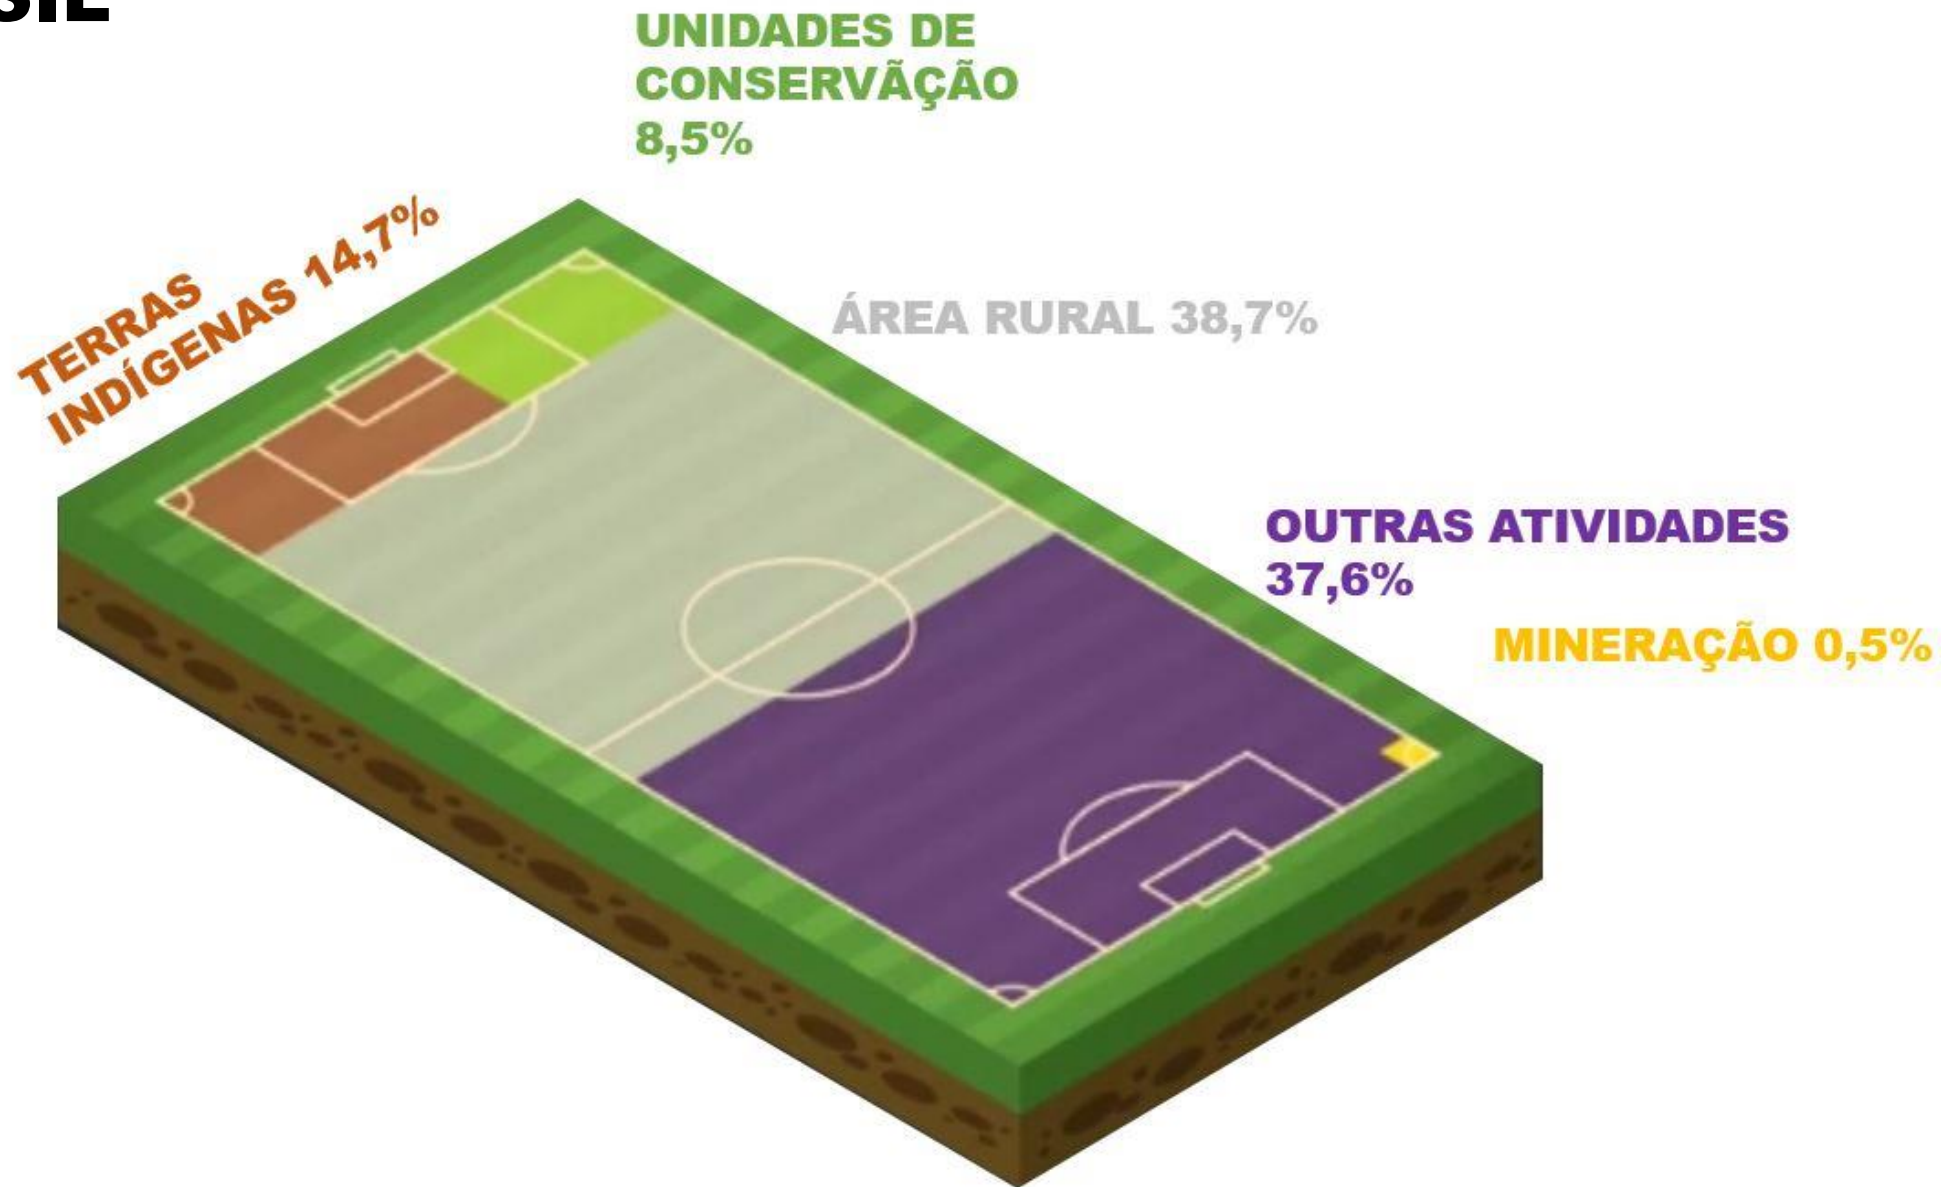 UNIDADES DE
CONSERVÃÇÃO
8,5%
TERRAS
INDÍGENAS 14,7%
ÁREA RURAL 38,7%
OUTRAS ATIVIDADES
37,6%
MINERAÇÃO 0,5%